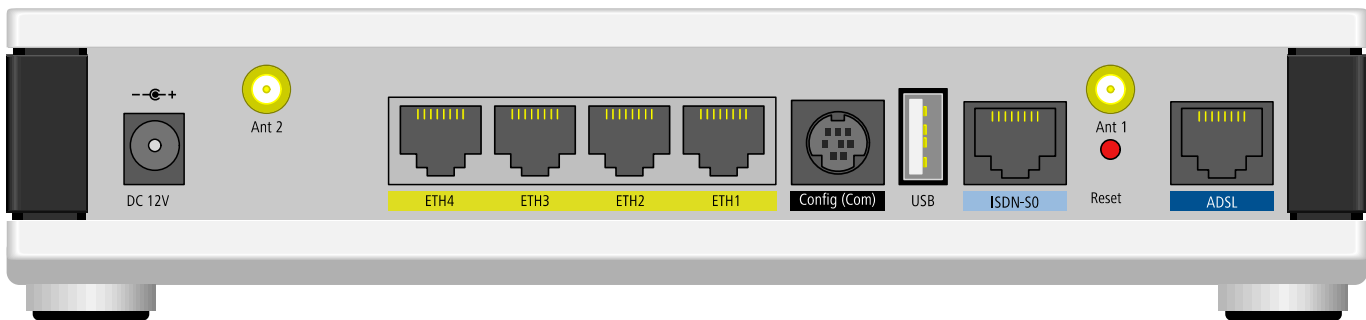 Ant 2
Ant 1
DC 12V
ETH4
ETH3
ETH2
ETH1
Config (Com)
USB
ISDN-S0
Reset
ADSL